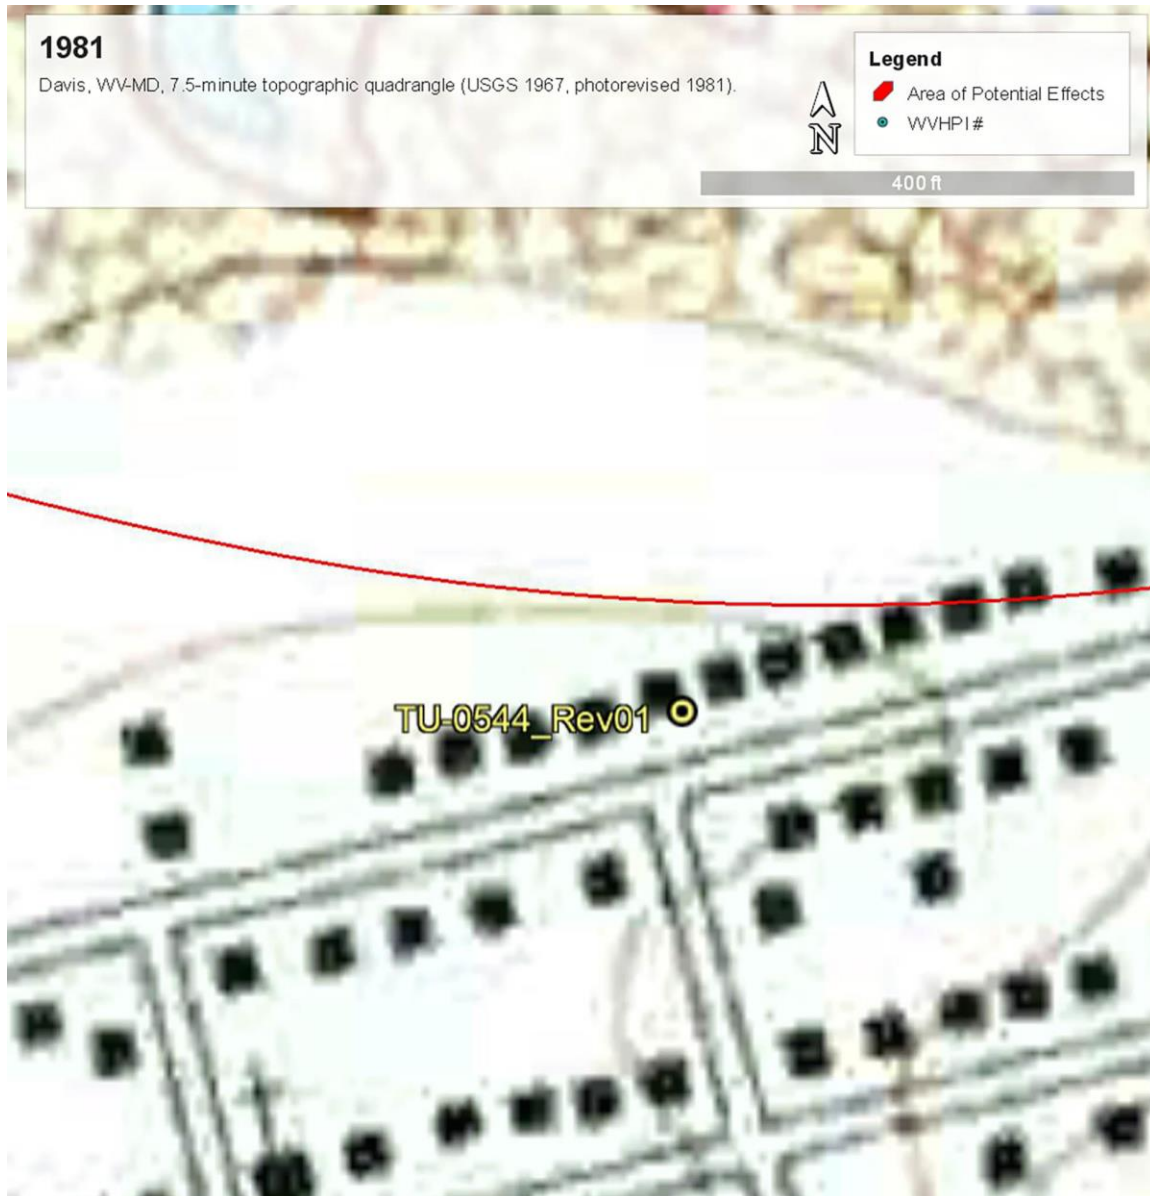 1981
Davis, WV-MD, 7.5-minute topographic quadrangle (USGS 1967, photorevised 1981).
N
Legend
Area of Potential Effects
WVHPI #
400 ft
TU-0544_Rev01